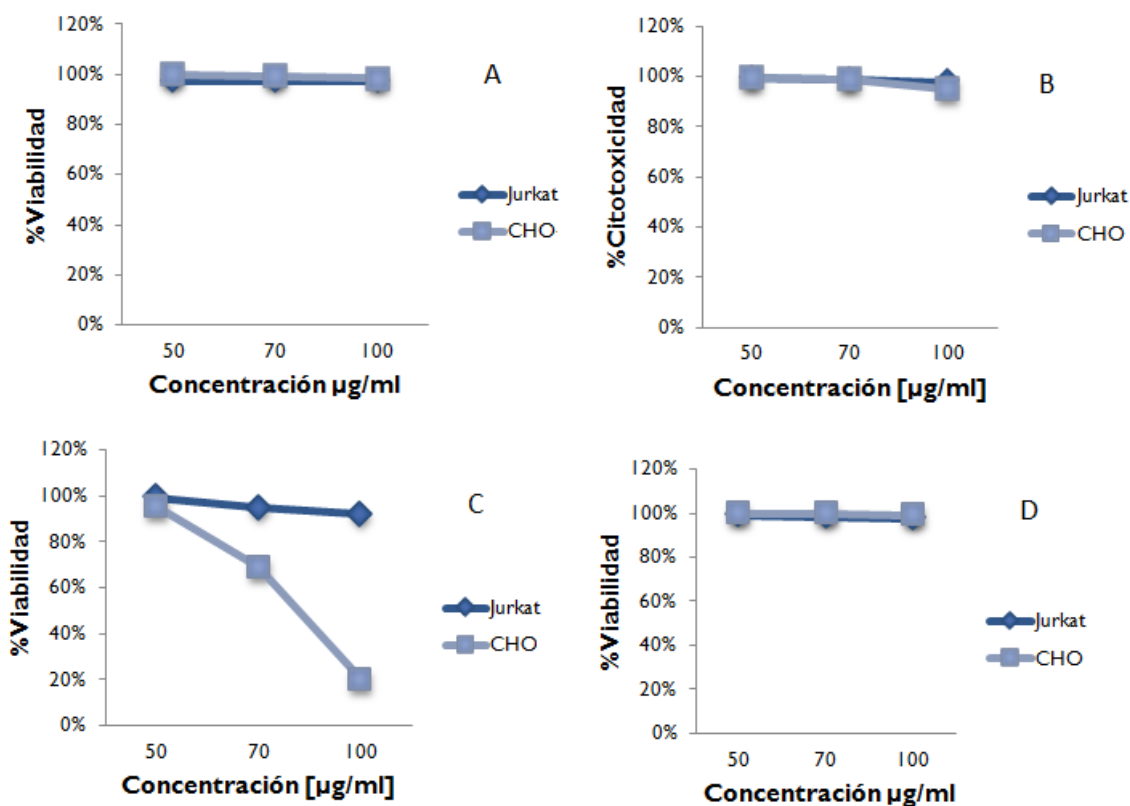 120%
100%
80%
60%
40%
20%
0%
%Viabilidad
A
Jurkat
CHO
50 70 100
Concentración µg/ml
120%
100%
80%
60%
40%
20%
0%
%Citotoxicidad
B
Jurkat
CHO
50 70 100
Concentración [µg/ml]
120%
100%
80%
60%
40%
20%
0%
%Viabilidad
C
Jurkat
CHO
50 70 100
Concentración [µg/ml]
120%
100%
80%
60%
40%
20%
0%
%Viabilidad
D
Jurkat
CHO
50 70 100
Concentración µg/ml